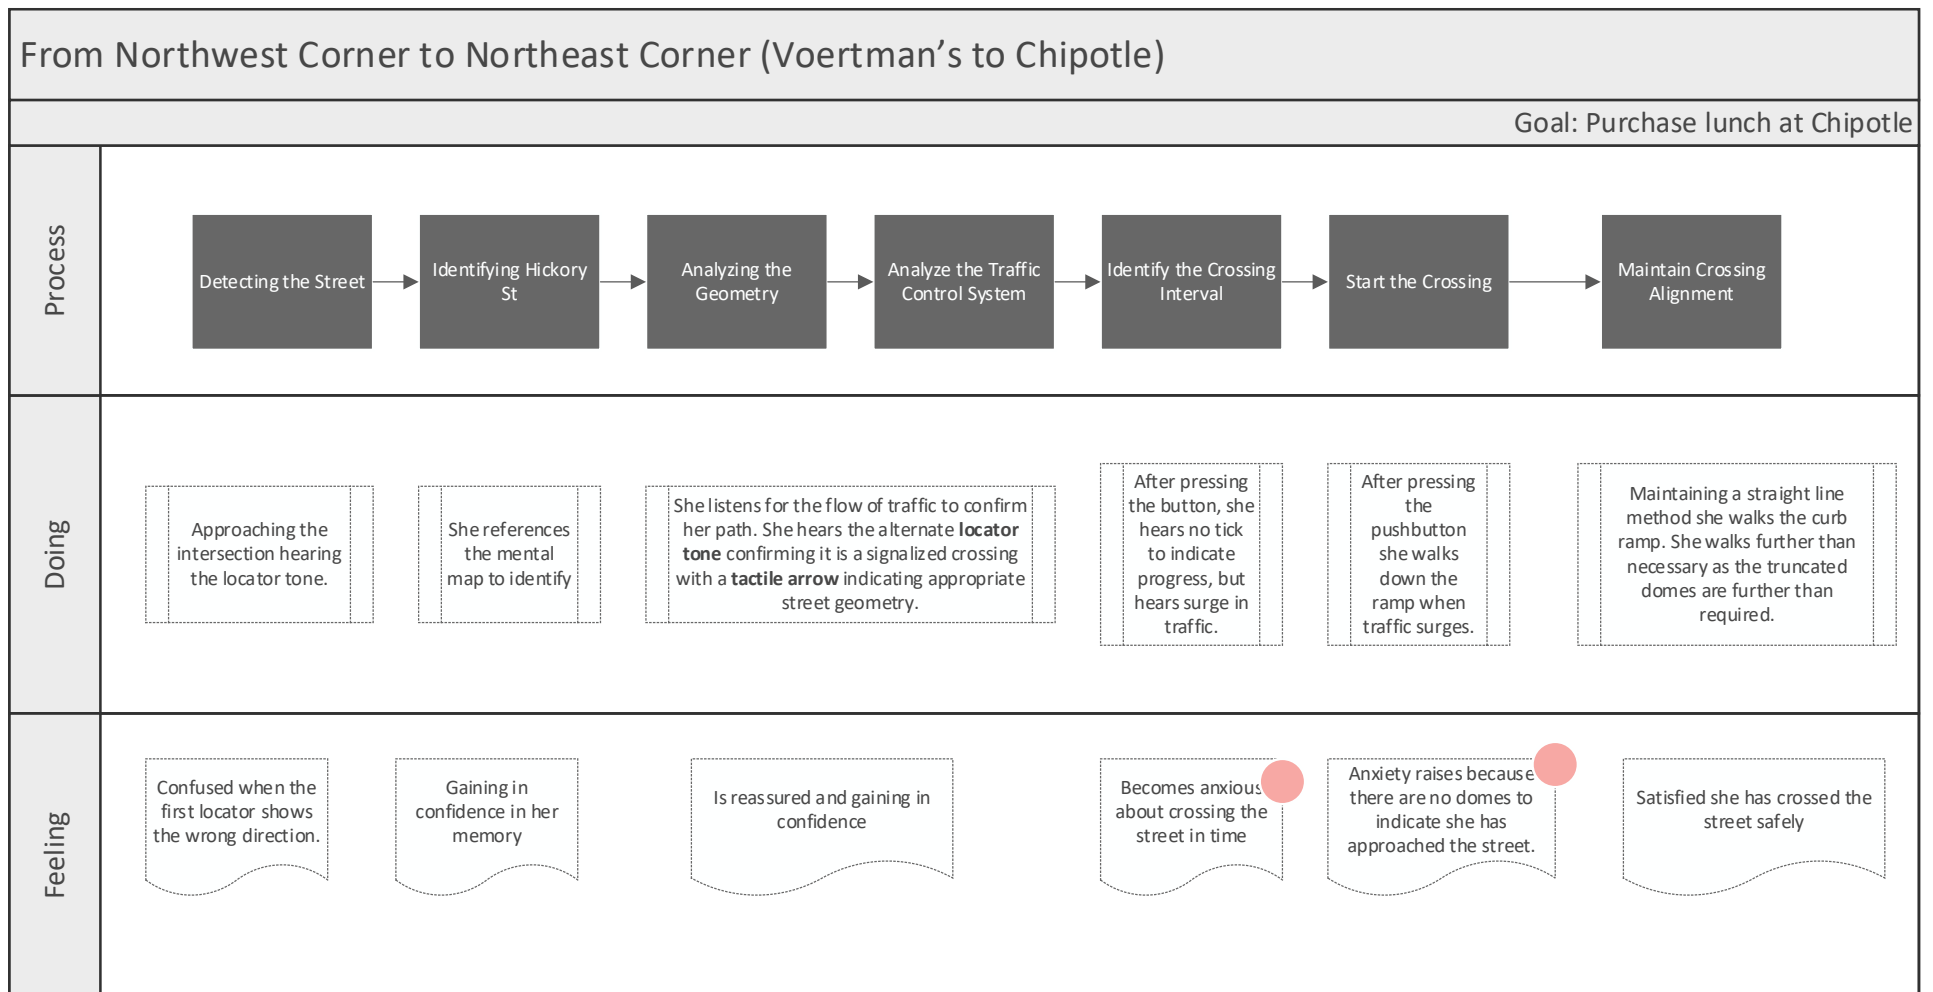 From Northwest Corner to Northeast Corner (Voertman’s to Chipotle)
Goal: Purchase lunch at Chipotle
Process
Detecting the Street
Identifying Hickory
St
Analyzing the
Geometry
Analyze the Traffic
Control System
Identify the Crossing
Interval
Start the Crossing
Maintain Crossing
Alignment
Doing
Approaching the
intersection hearing
the locator tone.
She references
the mental
map to identify
She listens for the flow of traffic to confirm
her path. She hears the alternate locator
tone confirming it is a signalized crossing
with a tactile arrow indicating appropriate
street geometry.
After pressing
the button, she
hears no tick
to indicate
progress, but
hears surge in
traffic.
After pressing
the
pushbutton
she walks
down the
ramp when
traffic surges.
Maintaining a straight line
method she walks the curb
ramp. She walks further than
necessary as the truncated
domes are further than
required.
Feeling
Confused when the
first locator shows
the wrong direction.
Gaining in
confidence in her
memory
Is reassured and gaining in
confidence
Becomes anxious
about crossing the
street in time
Anxiety raises because
there are no domes to
indicate she has
approached the street.
Satisfied she has crossed the
street safely